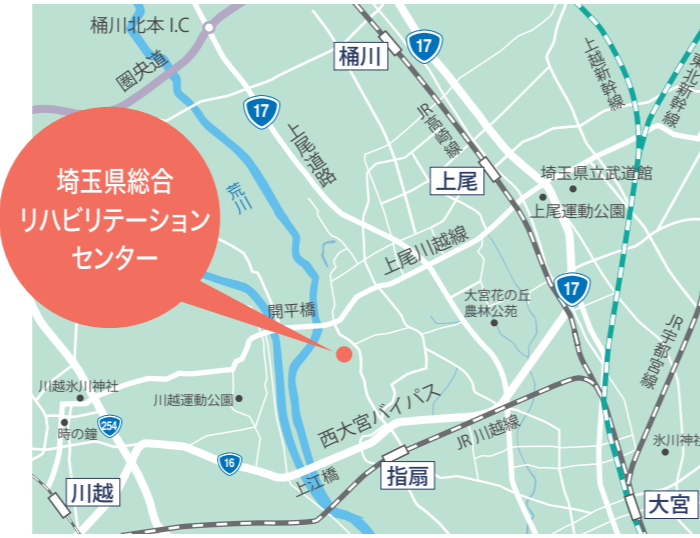 桶川北本 I.C
圏央道
17
上尾道路
荒川
埼玉県総合
リハビリテーション
センター
桶川
17
JR高崎線
上越新幹線
東北新幹線
上尾
埼玉県立武道館
上尾運動公園
上尾川越線
開平橋
大宮花の丘
農林公苑
17
JR宇都宮線
川越氷川神社
川越運動公園
時の鐘
254
西大宮バイパス
JR川越線
16
上江橋
指扇
川越
氷川神社
大宮